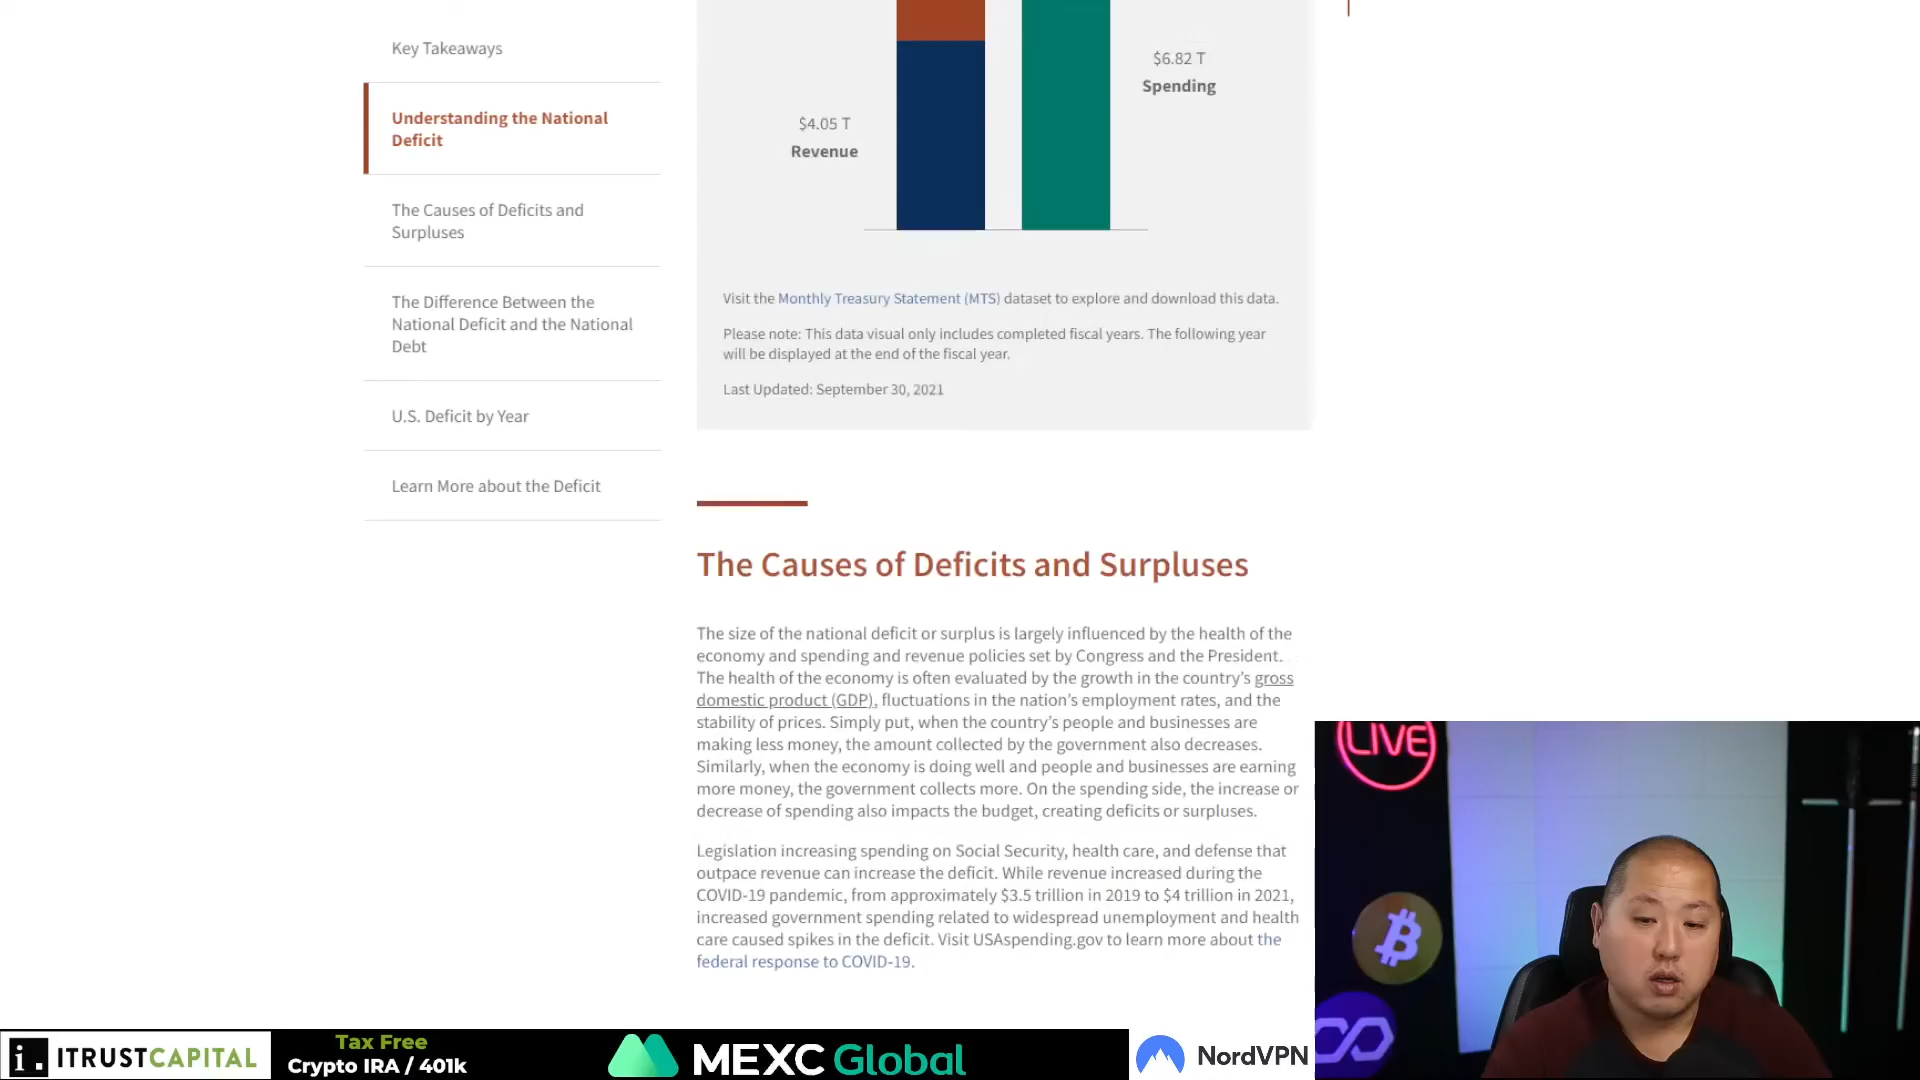 Key Takeaways
Understanding the National
Deficit
The Causes of Deficits and
Surpluses
The Difference Between the
National Deficit and the National
Debt
U.S. Deficit by Year
Learn More about the Deficit
$4.05 T
Revenue
$6.82 T
Spending
Visit the Monthly Treasury Statement (MTS) dataset to explore and download this data.
Please note: This data visual only includes completed fiscal years. The following year
will be displayed at the end of the fiscal year.
Last Updated: September 30, 2021
The Causes of Deficits and Surpluses
The size of the national deficit or surplus is largely influenced by the health of the
economy and spending and revenue policies set by Congress and the President.
The health of the economy is often evaluated by the growth in the country's gross
domestic product (GDP), fluctuations in the nation's employment rates, and the
stability of prices. Simply put, when the country's people and businesses are
making less money, the amount collected by the government also decreases.
Similarly, when the economy is doing well and people and businesses are earning
more money, the government collects more. On the spending side, the increase or
decrease of spending also impacts the budget, creating deficits or surpluses.
Legislation increasing spending on Social Security, health care, and defense that
outpace revenue can increase the deficit. While revenue increased during the
COVID-19 pandemic, from approximately $3.5 trillion in 2019 to $4 trillion in 2021,
increased government spending related to widespread unemployment and health
care caused spikes in the deficit. Visit USAspending.gov to learn more about the
federal response to COVID-19.
LIVE
i. ITRUSTCAPITAL
Tax Free
Crypto IRA / 401k
MEXC Global
NordVPN